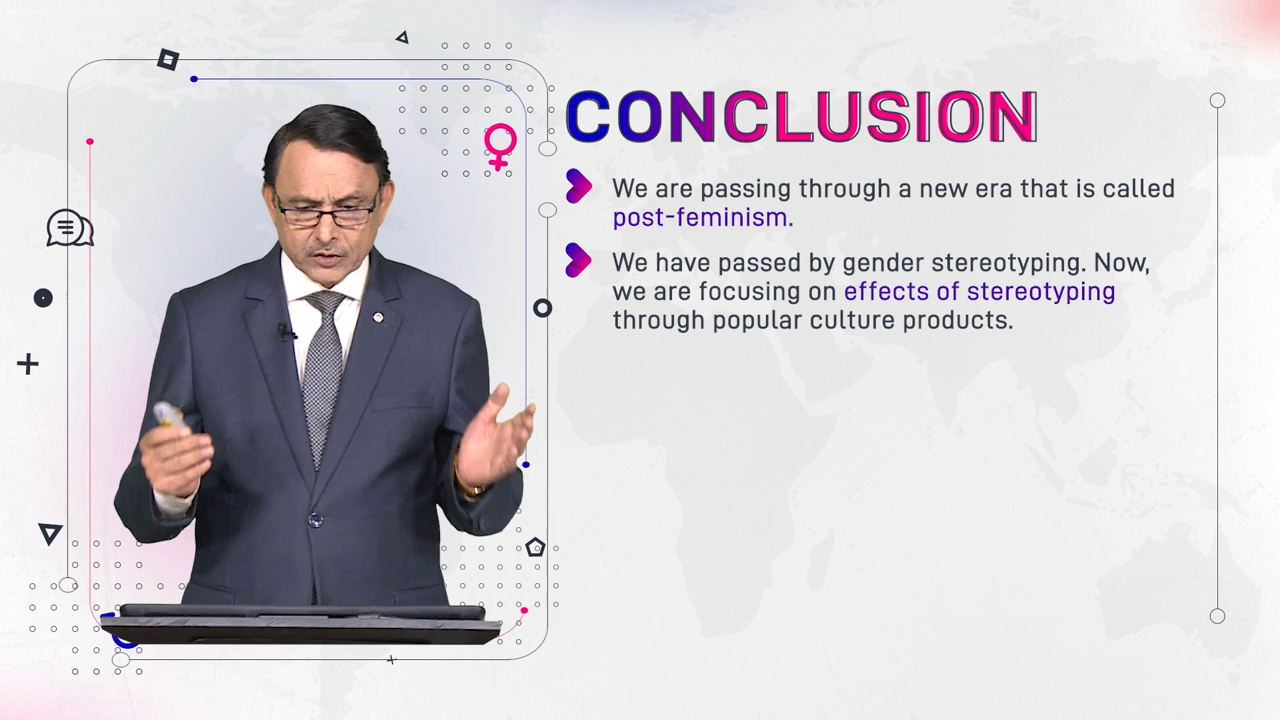 CONCLUSION
We are passing through a new era that is called
post-feminism.
We have passed by gender stereotyping. Now,
we are focusing on effects of stereotyping
through popular culture products.